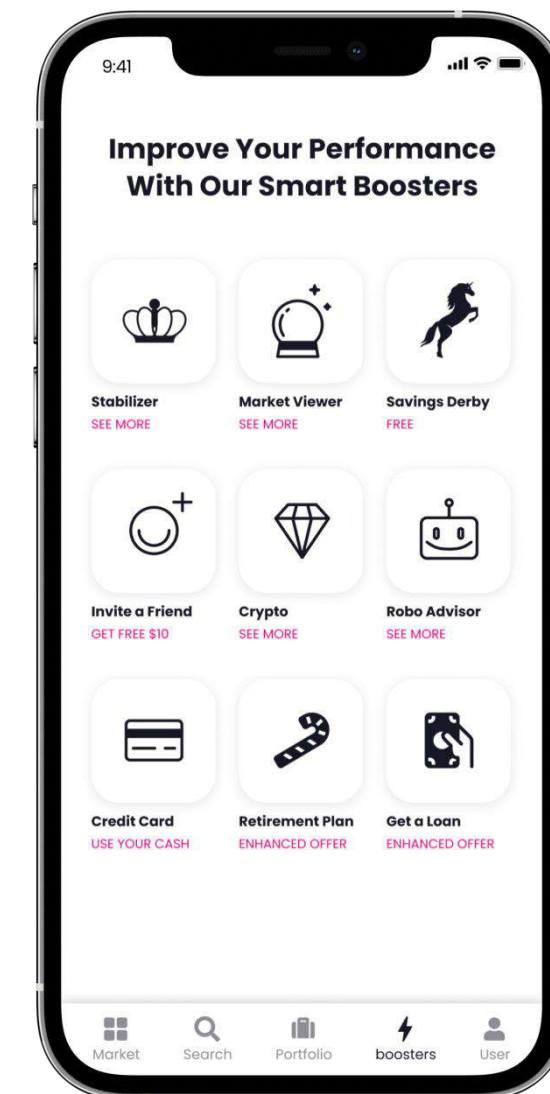 9:41
Improve Your Performance
With Our Smart Boosters
Stabilizer
SEE MORE
Market Viewer
SEE MORE
Savings Derby
FREE
Invite a Friend
GET FREE $10
Crypto
SEE MORE
Robo Advisor
SEE MORE
Credit Card
USE YOUR CASH
Retirement Plan
ENHANCED OFFER
Get a Loan
ENHANCED OFFER
Market
Search
Portfolio
boosters
User